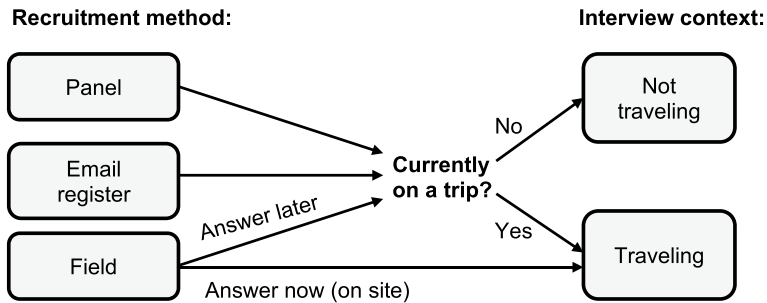 Recruitment method:
Interview context:
Panel
Not
traveling
No
Email
register
Currently
on a trip?
Answer later
Yes
Field
Traveling
Answer now (on site)